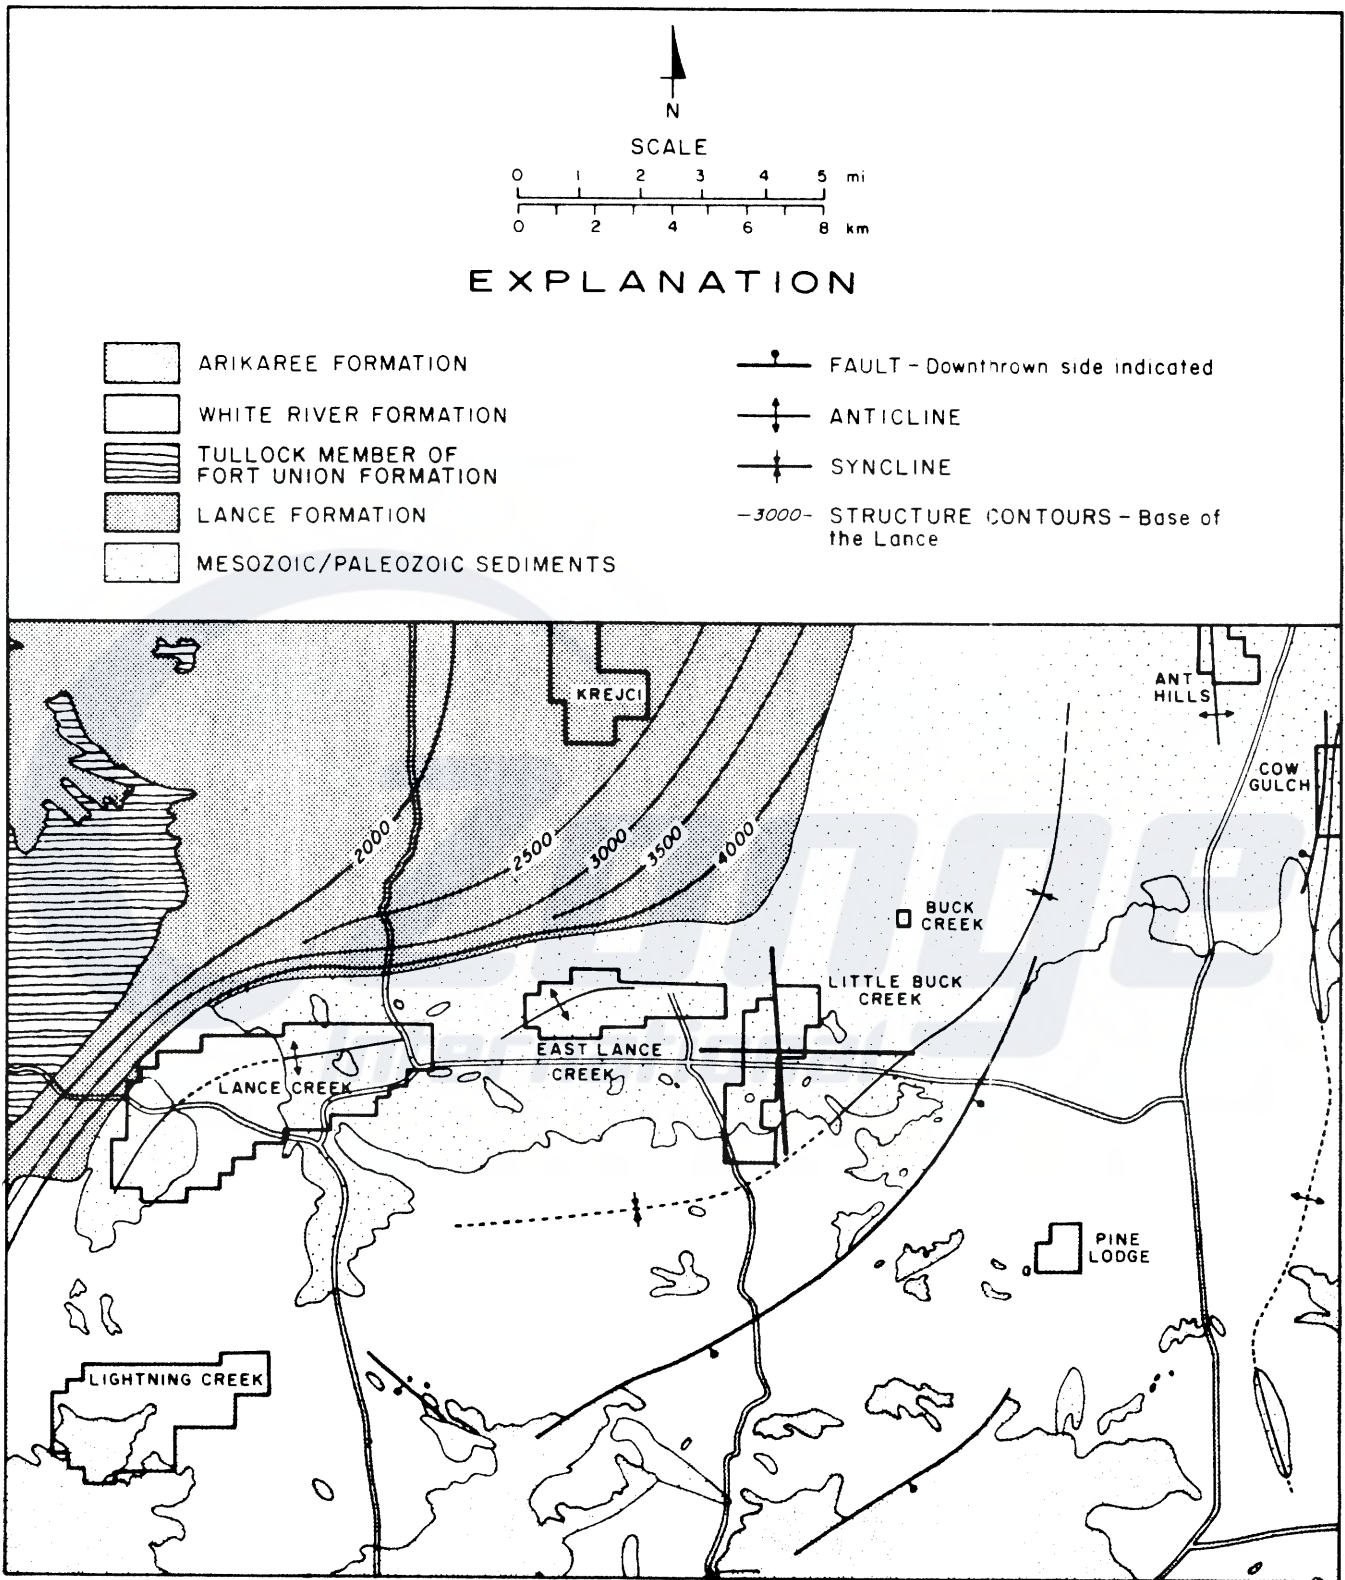 N
SCALE
0 1 2 3 4 5 mi
0 2 4 6 8 km
EXPLANATION
ARIKAREE FORMATION
WHITE RIVER FORMATION
TULLOCK MEMBER OF
FORT UNION FORMATION
LANCE FORMATION
MESOZOIC/PALEOZOIC SEDIMENTS
FAULT – Downthrown side indicated
ANTICLINE
SYNCLINE
–3000– STRUCTURE CONTOURS – Base of
the Lance
KREJCI
ANT
HILLS
COW
GULCH
2000
2500
3000
3500
4000
BUCK
CREEK
LITTLE BUCK
CREEK
EAST LANCE
CREEK
LANCE CREEK
PINE
LODGE
LIGHTNING CREEK
Zonge
International